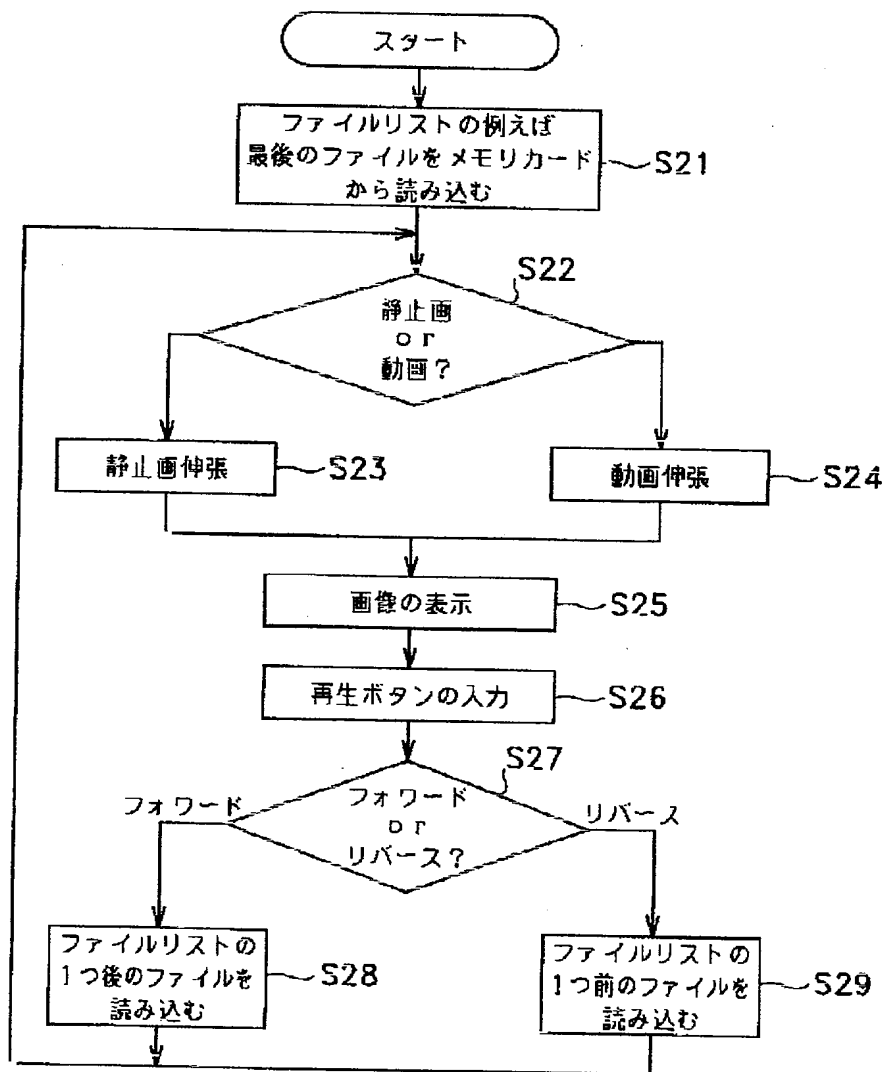 スタート
ファイルリストの例えば
最後のファイルをメモリカード
から読み込む
S21
S22
静止画
or
動画?
静止画伸張
S23
動画伸張
S24
画像の表示
S25
再生ボタンの入力
S26
S27
フォワード
フォワード
or
リバース?
リバース
ファイルリストの
1つ後のファイルを
読み込む
S28
ファイルリストの
1つ前のファイルを
読み込む
S29